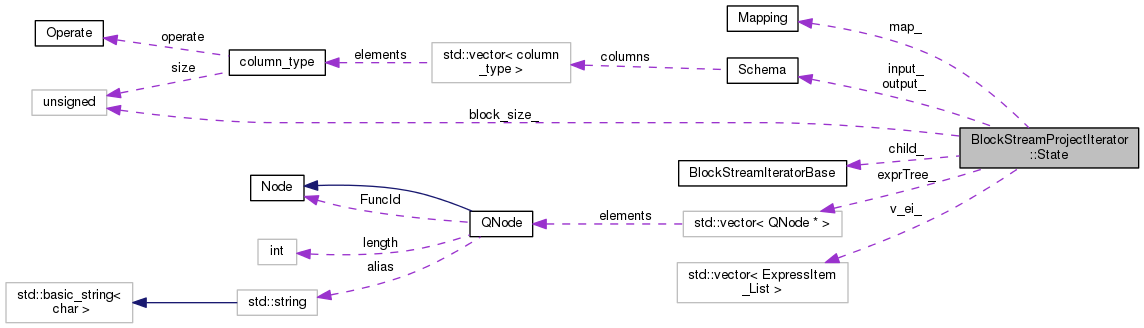 Mapping
map_
Operate
operate
column_type
elements
std::vector< column
_type >
columns
Schema
input_
output_
size
unsigned
block_size_
BlockStreamProjectIterator
::State
child_
BlockStreamIteratorBase
exprTree_
Node
FuncId
QNode
elements
std::vector< QNode * >
v_ei_
int
length
alias
std::vector< ExpressItem
_List >
std::basic_string<
char >
std::string